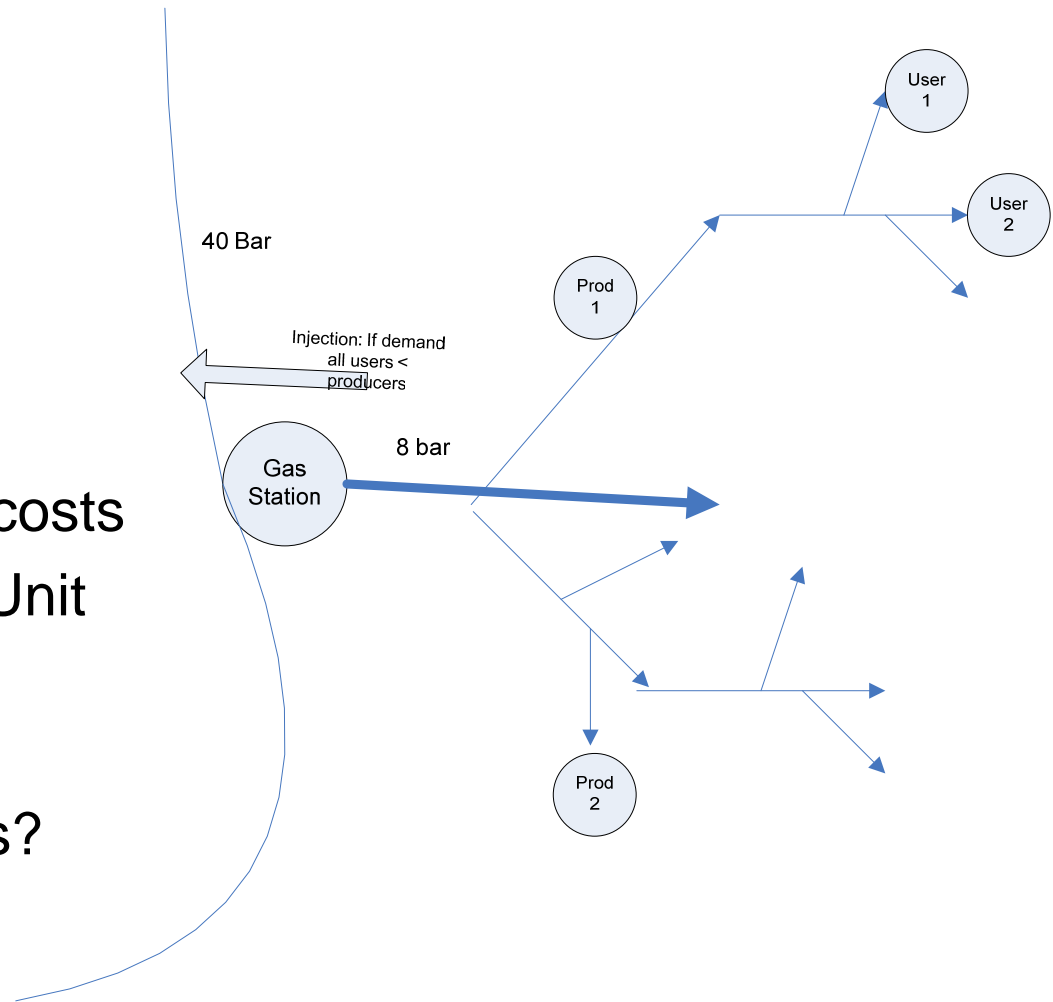 User
1
User
2
40 Bar
Prod
1
Injection: If demand
all users <
producers
8 bar
Gas
Station
costs
Unit
s?
Prod
2